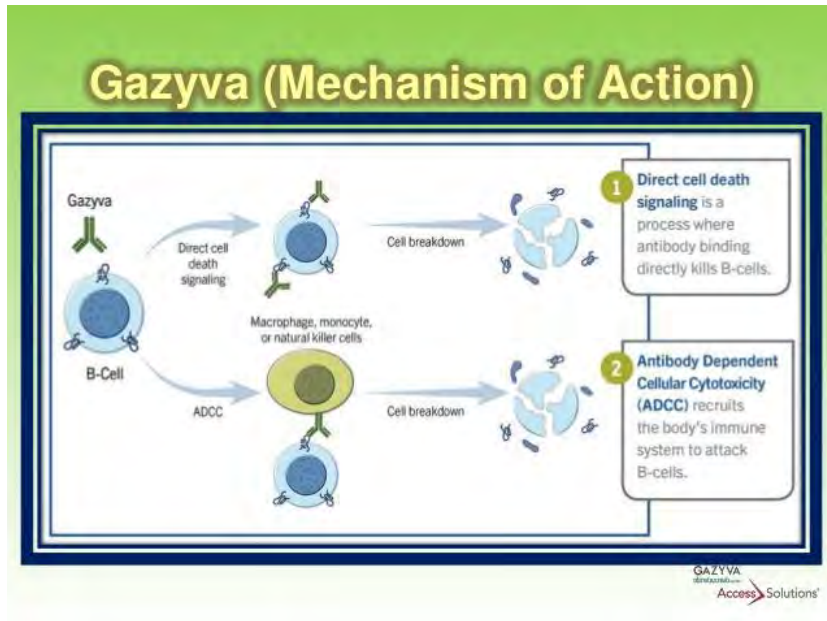 Gazyva (Mechanism of Action)
Gazyva
B-Cell
Direct cell
death
signaling
Cell breakdown
1
Direct cell death
signaling is a
process where
antibody binding
directly kills B-cells.
Macrophage, monocyte,
or natural killer cells
ADCC
Cell breakdown
2
Antibody Dependent
Cellular Cytotoxicity
(ADCC) recruits
the body's immune
system to attack
B-cells.
GAZYVA
Access Solutions